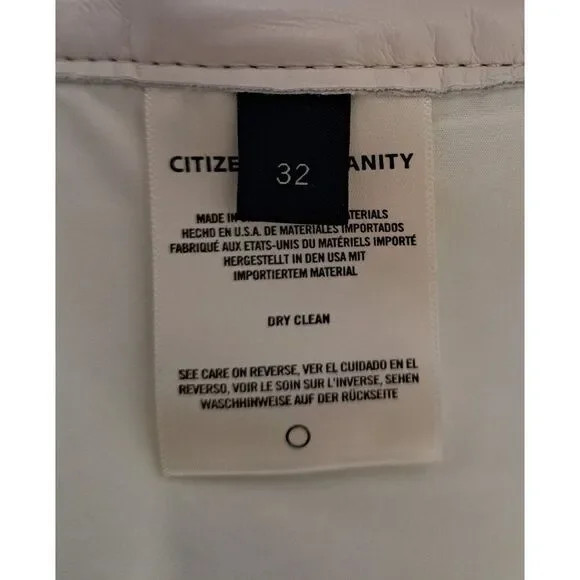 32
CITIZE ANITY
MADE IN TERIALS
HECHO EN U.S.A. DE MATERIALES IMPORTADOS
FABRIQUÉ AUX ETATS-UNIS DU MATÉRIELS IMPORTÉ
HERGESTELLT IN DEN USA MIT
IMPORTIERTEM MATERIAL
DRY CLEAN
SEE CARE ON REVERSE, VER EL CUIDADO EN EL
REVERSO, VOIR LE SOIN SUR L'INVERSE, SEHEN
WASCHHINWEISE AUF DER RÜCKSEITE